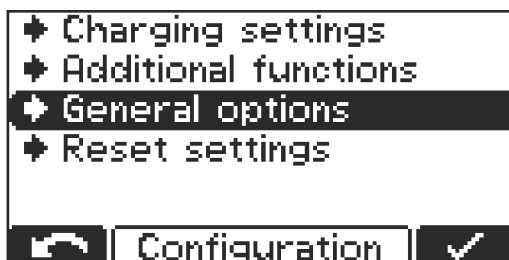 Charging settings
Additional functions
General options
Reset settings
Configuration